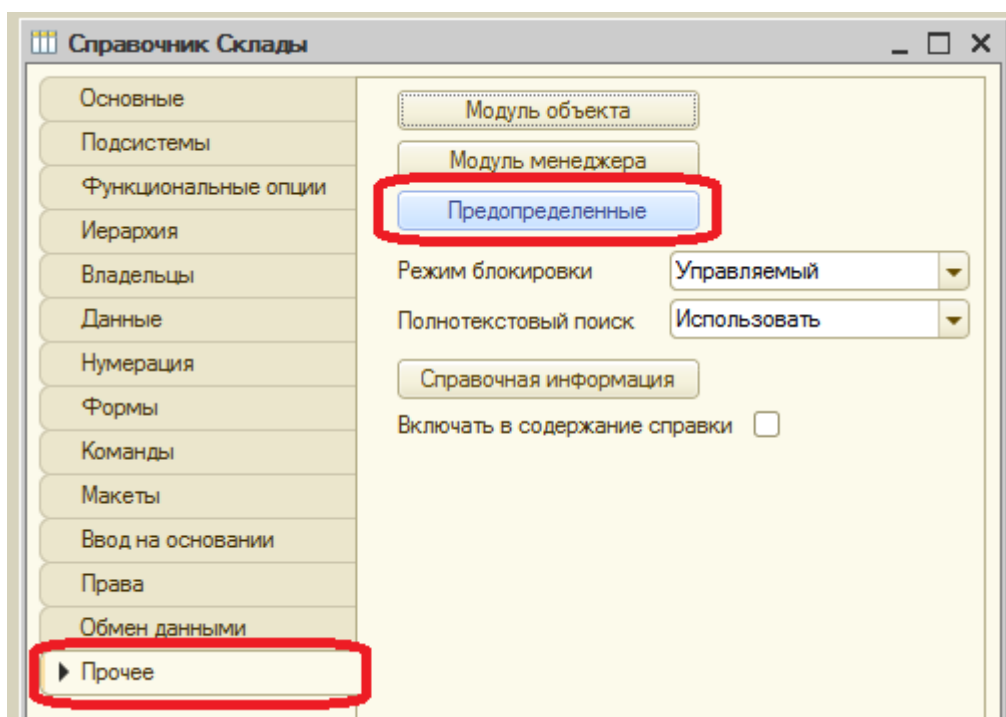 Справочник Склады
Основные
Подсистемы
Функциональные опции
Иерархия
Владельцы
Данные
Нумерация
Формы
Команды
Макеты
Ввод на основании
Права
Обмен данными
Прочее
Модуль объекта
Модуль менеджера
Предопределенные
Режим блокировки Управляемый
Полнотекстовый поиск Использовать
Справочная информация
Включать в содержание справки